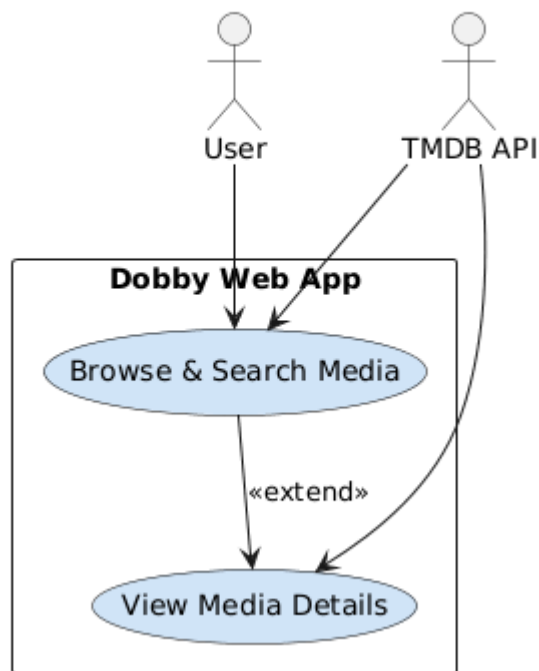 User
TMDB API
Dobby Web App
Browse & Search Media
«extend»
View Media Details